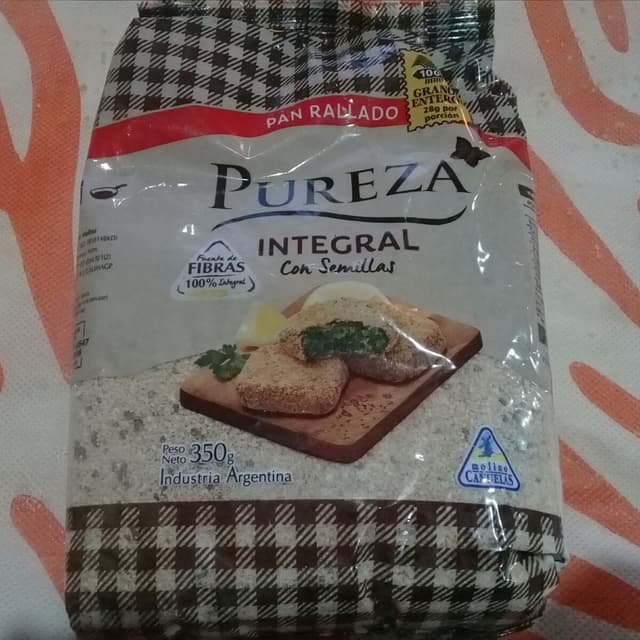 PAN RALLADO
100%
GRANO
ENTERO
28g por
porción
PUREZA
INTEGRAL
Con Semillas
Fuente de
FIBRAS
100% Integral
Peso
Neto 350g
Industria Argentina
molino
CAÑUELAS